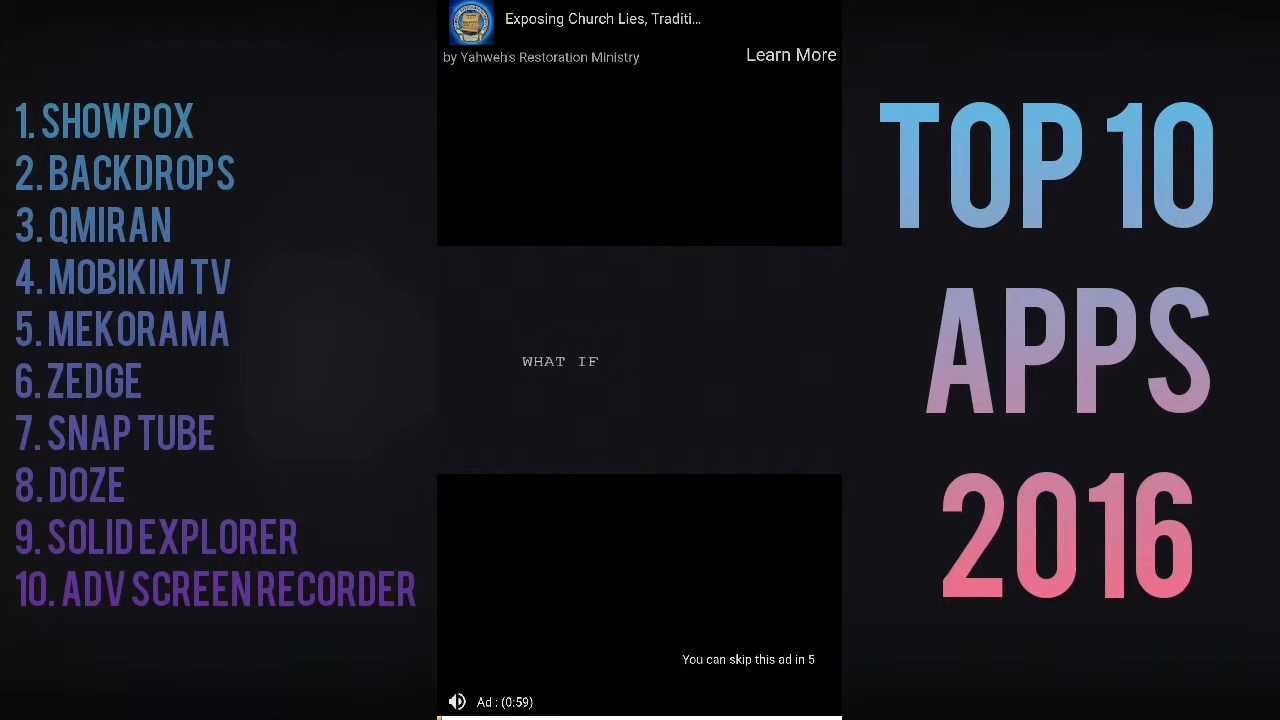 1. SHOWPOX
2. BACKDROPS
3. QMIRAN
4. MOBIKIM TV
5. MEKORAMA
6. ZEDGE
7. SNAP TUBE
8. DOZE
9. SOLID EXPLORER
10. ADV SCREEN RECORDER
Exposing Church Lies, Traditi...
by Yahweh's Restoration Ministry
Learn More
WHAT IF
You can skip this ad in 5
Ad : (0:59)
TOP 10
APPS
2016